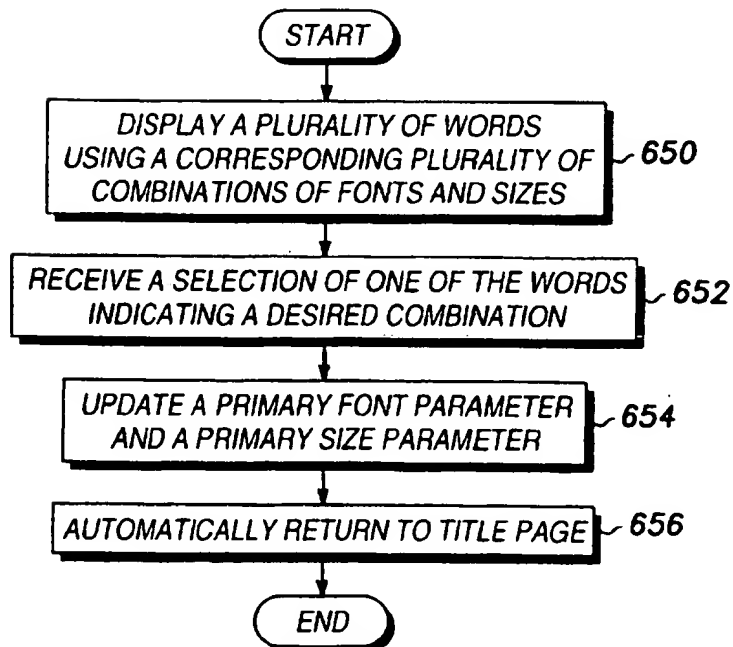 START
DISPLAY A PLURALITY OF WORDS
USING A CORRESPONDING PLURALITY OF
COMBINATIONS OF FONTS AND SIZES
650
RECEIVE A SELECTION OF ONE OF THE WORDS
INDICATING A DESIRED COMBINATION
652
UPDATE A PRIMARY FONT PARAMETER
AND A PRIMARY SIZE PARAMETER
654
AUTOMATICALLY RETURN TO TITLE PAGE
656
END